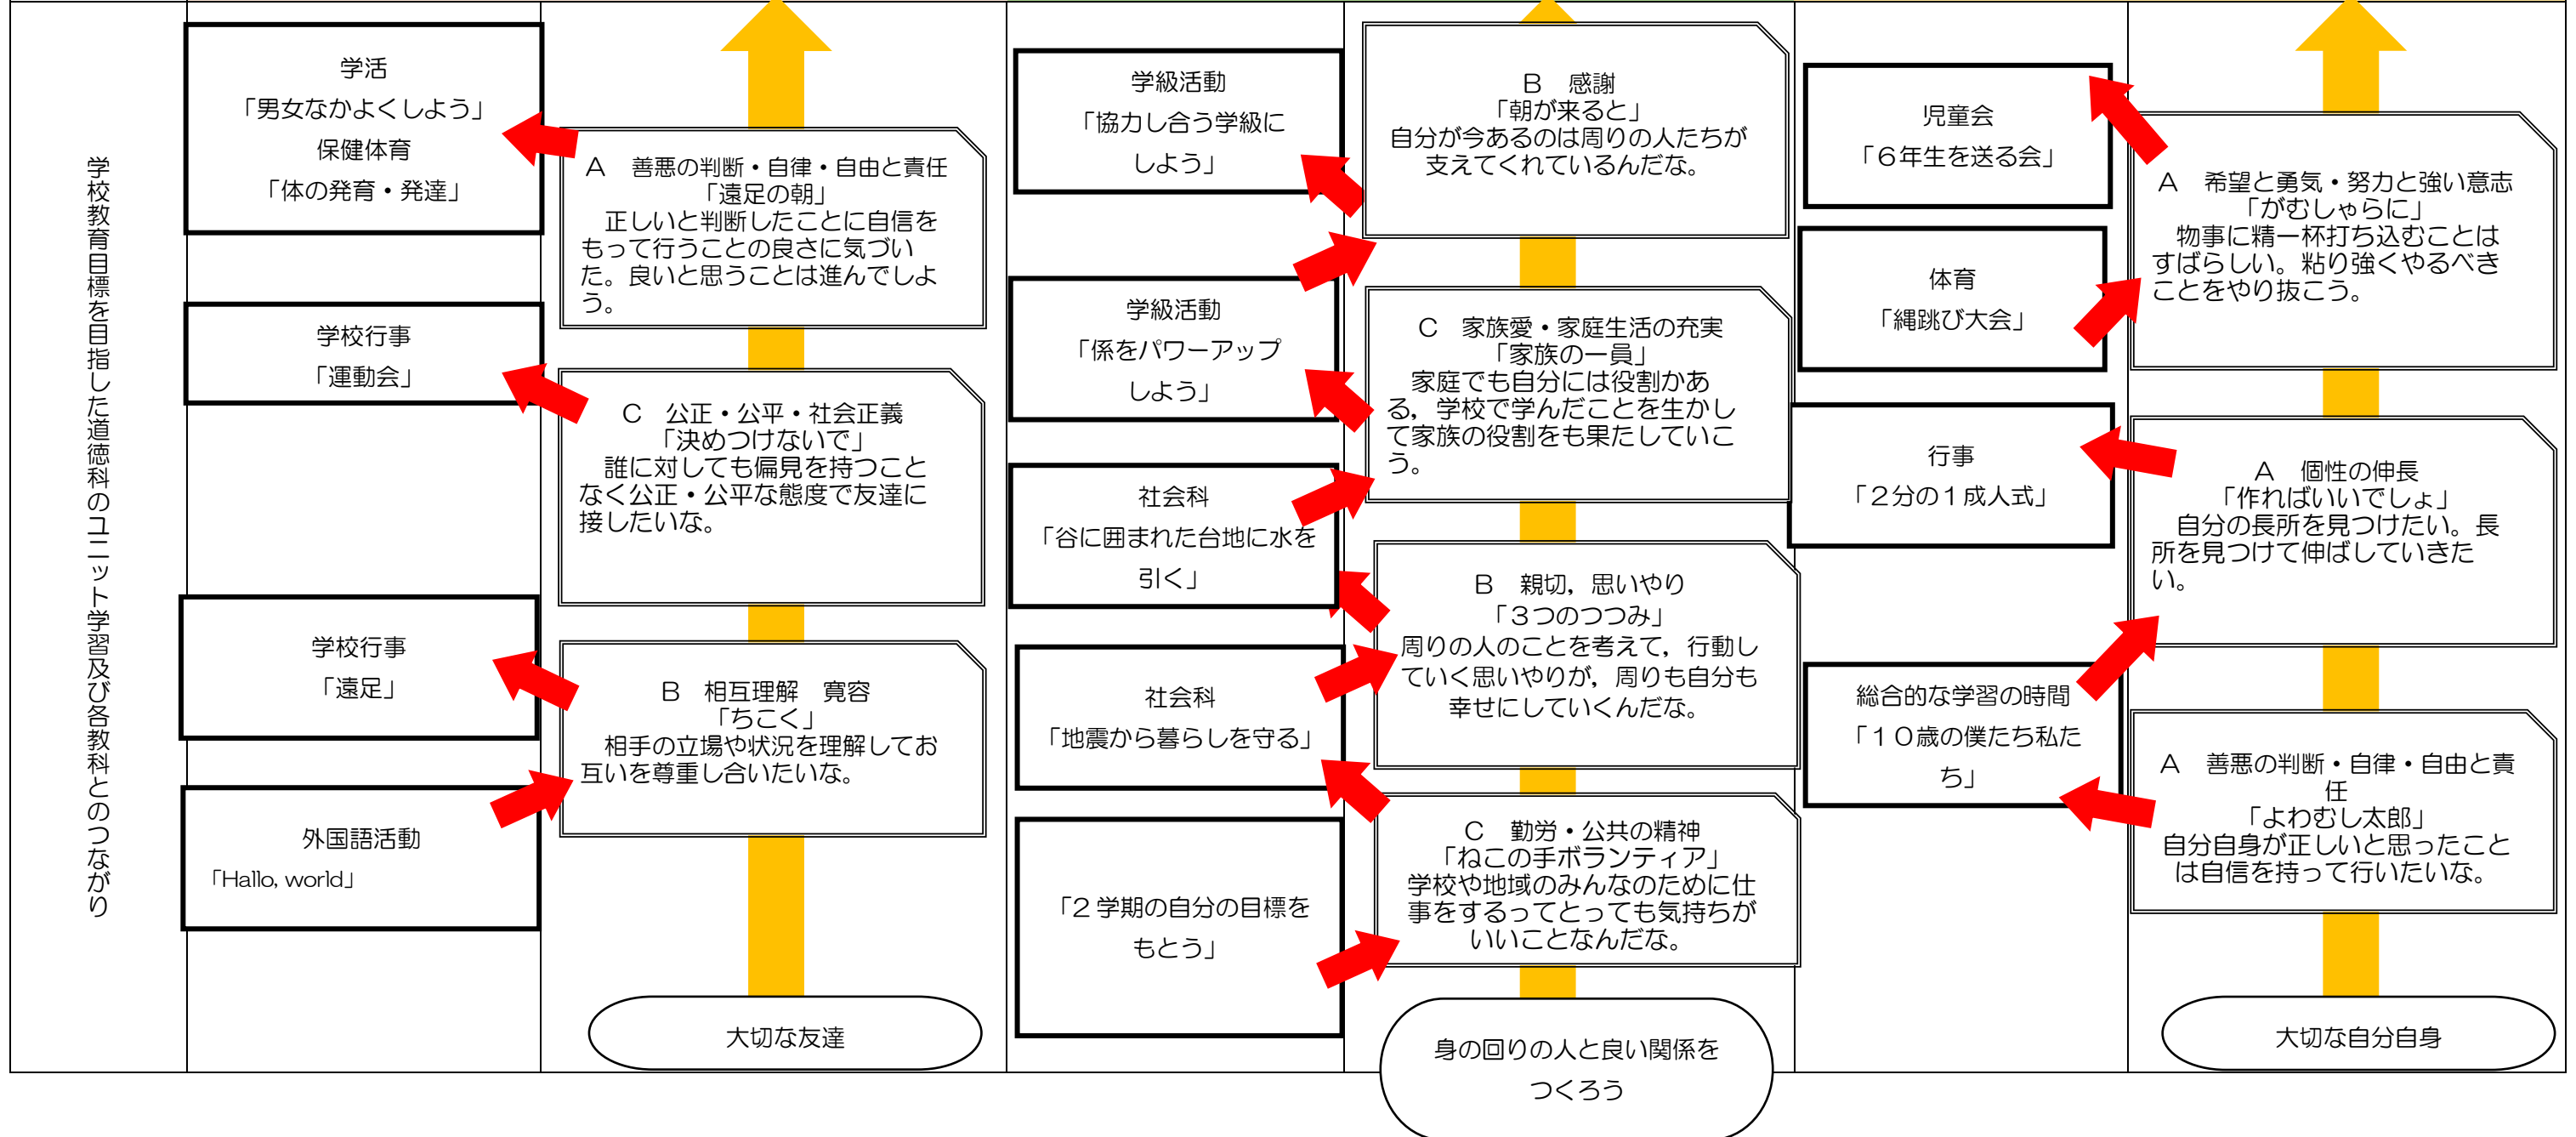 学校教育目標を目指した道徳科のユニット学習及び各教科とのつながり
学活
「男女なかよくしよう」
保健体育
「体の発育・発達」
学校行事
「運動会」
学校行事
「遠足」
外国語活動
「Hallo, world」
A　善悪の判断・自律・自由と責任
「遠足の朝」
正しいと判断したことに自信を
もって行うことの良さに気づい
た。良いと思うことは進んでしよ
う。
C　公正・公平・社会正義
「決めつけないで」
誰に対しても偏見を持つこと
なく公正・公平な態度で友達に
接したいな。
B　相互理解　寛容
「ちこく」
相手の立場や状況を理解してお
互いを尊重し合いたいな。
大切な友達
学級活動
「協力し合う学級に
しよう」
学級活動
「係をパワーアップ
しよう」
社会科
「谷に囲まれた台地に水を
引く」
社会科
「地震から暮らしを守る」
「2 学期の自分の目標を
もとう」
B　感謝
「朝が来ると」
自分が今あるのは周りの人たちが
支えてくれているんだな。
C　家族愛・家庭生活の充実
「家族の一員」
家庭でも自分には役割かあ
る，学校で学んだことを生かし
て家族の役割をも果たしていこ
う。
B　親切，思いやり
「３つのつつみ」
周りの人のことを考えて，行動し
ていく思いやりが，周りも自分も
幸せにしていくんだな。
C　勤労・公共の精神
「ねこの手ボランティア」
学校や地域のみんなのために仕
事をするってとっても気持ちが
いいことなんだな。
身の回りの人と良い関係を
つくろう
児童会
「６年生を送る会」
体育
「縄跳び大会」
行事
「２分の１成人式」
総合的な学習の時間
「１０歳の僕たち私た
ち」
A　希望と勇気・努力と強い意志
「がむしゃらに」
物事に精一杯打ち込むことは
すばらしい。粘り強くやるべき
ことをやり抜こう。
A　個性の伸長
「作ればいいでしょ」
自分の長所を見つけたい。長
所を見つけて伸ばしていきた
い。
A　善悪の判断・自律・自由と責
任
「よわむし太郎」
自分自身が正しいと思ったこと
は自信を持って行いたいな。
大切な自分自身